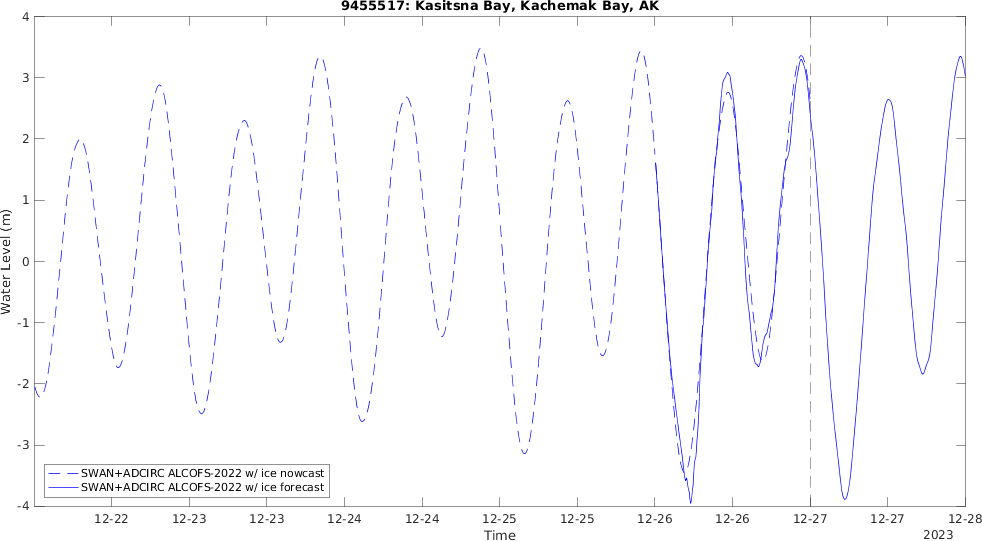 9455517: Kasitsna Bay, Kachemak Bay, AK
4
3
2
1
0
-1
-2
-3
-4
Water Level (m)
SWAN+ADCIRC ALCOFS-2022 w/ ice nowcast
SWAN+ADCIRC ALCOFS-2022 w/ ice forecast
12-22 12-23 12-23 12-24 12-24 12-25 12-25 12-26 12-26 12-27 12-27 12-28
Time
2023